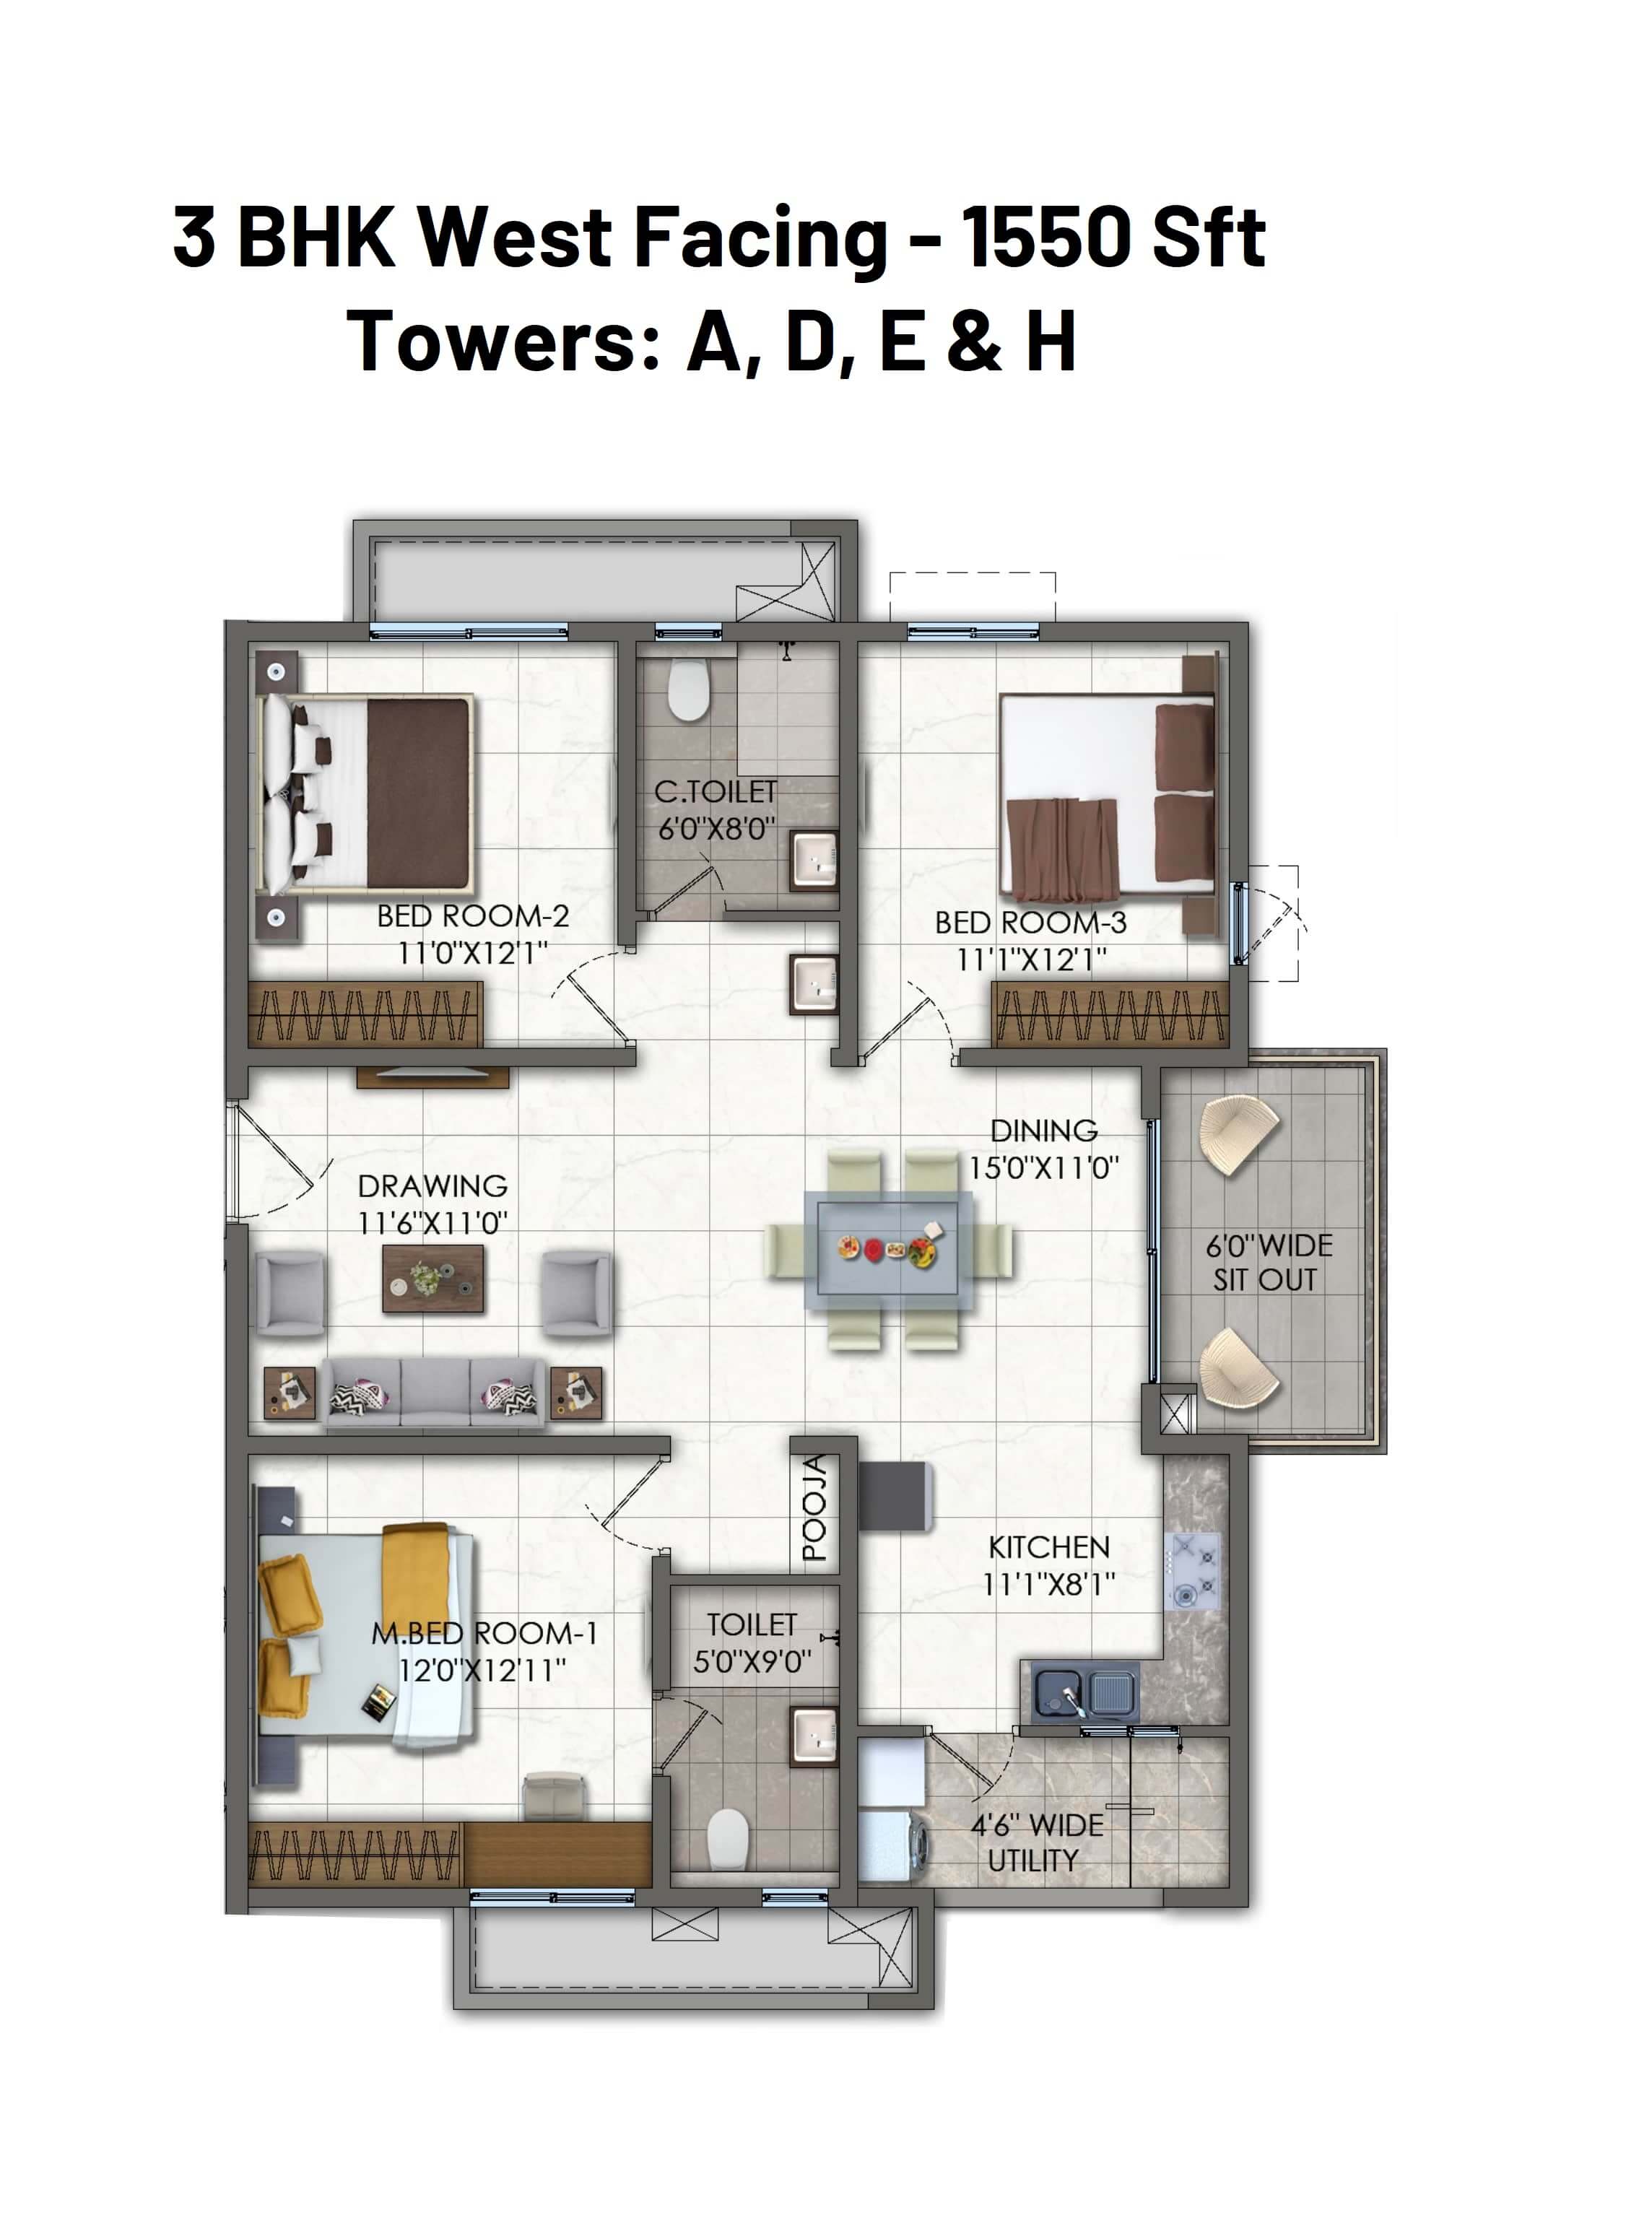 3 BHK West Facing - 1550 Sft
Towers: A, D, E & H
C.TOILET
6'0"X8'0"
BED ROOM-2
11'0"X12'1"
BED ROOM-3
11'1"X12'1"
DINING
15'0"X11'0"
DRAWING
11'6"X11'0"
6'0"WIDE
SIT OUT
POOJA
KITCHEN
11'1"X8'1"
M.BED ROOM-1
12'0"X12'11"
TOILET
5'0"X9'0"
4'6" WIDE
UTILITY